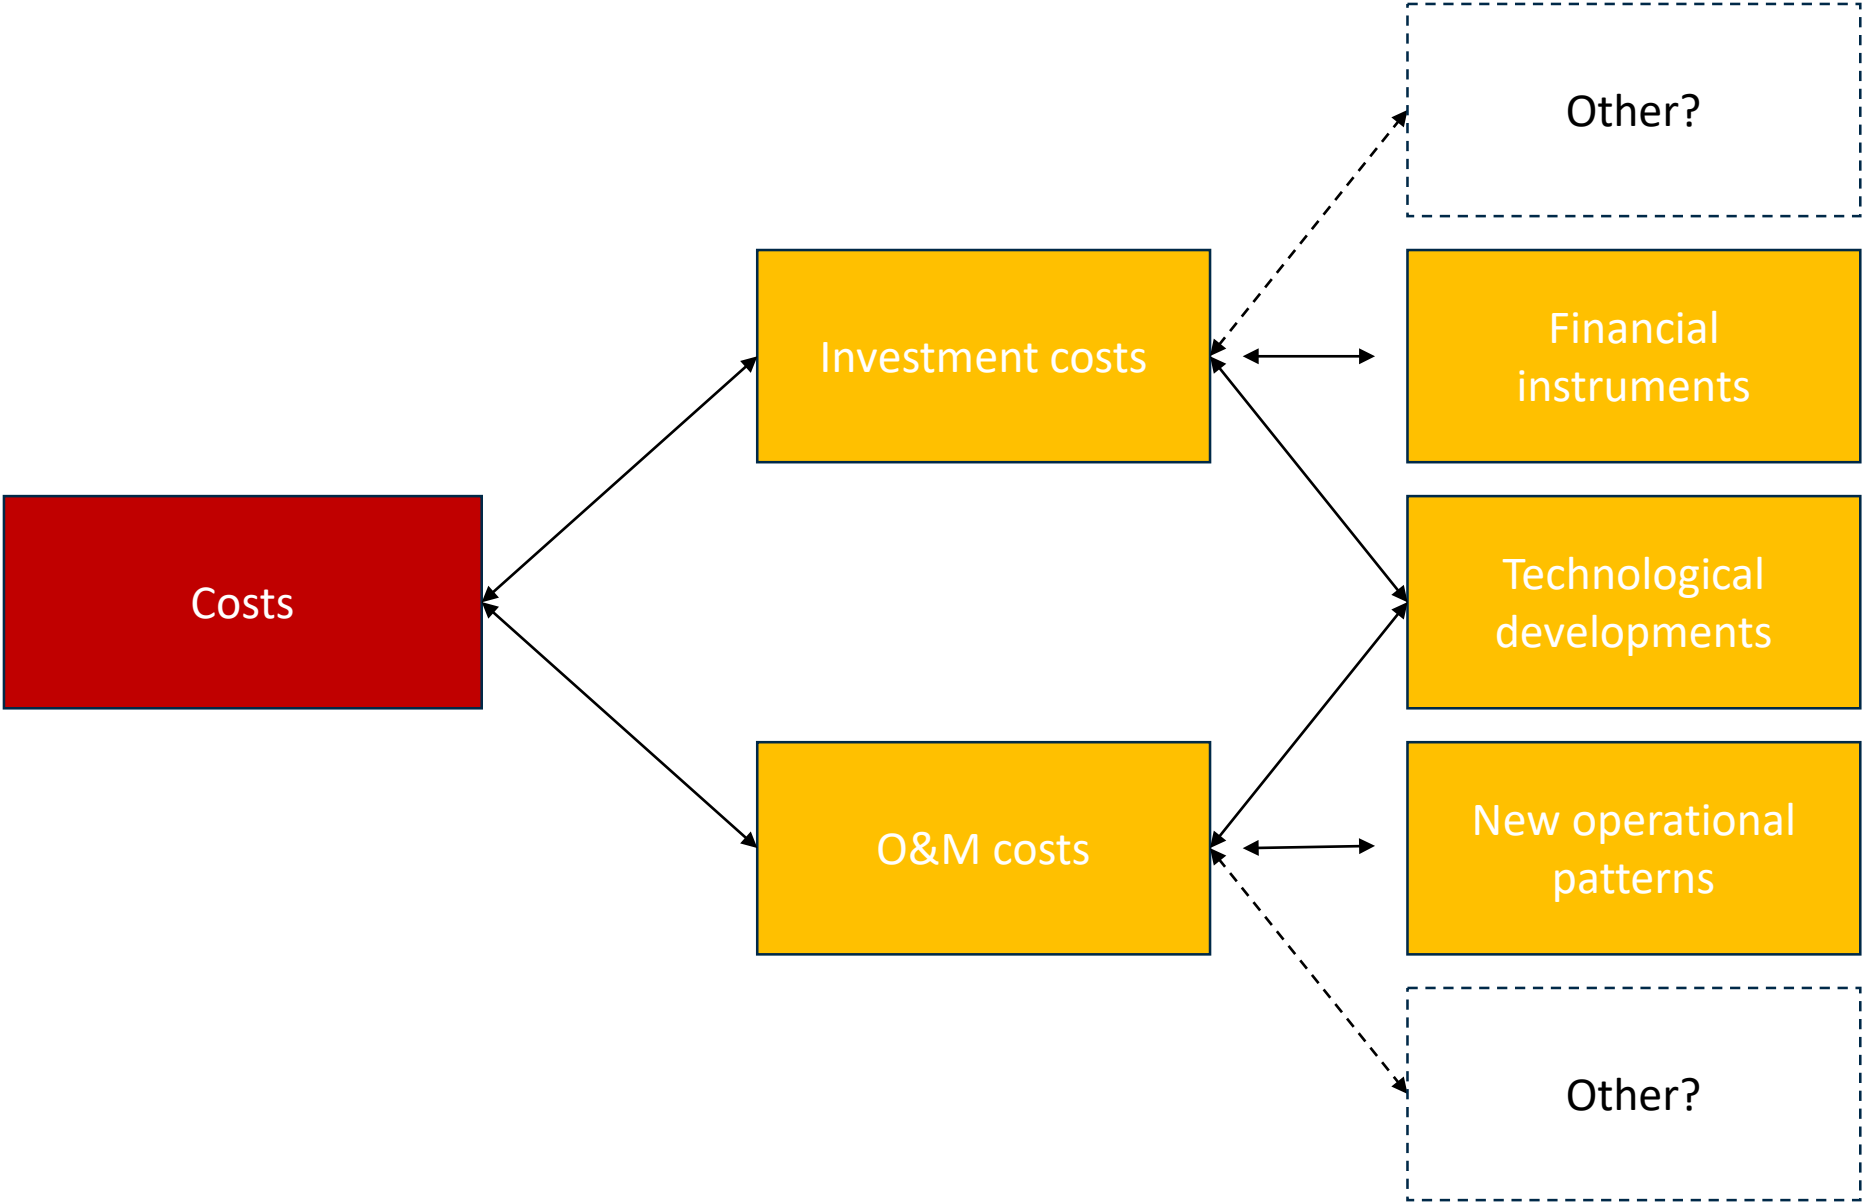 Other?
Financial
instruments
Investment costs
Technological
developments
Costs
New operational
patterns
O&M costs
Other?